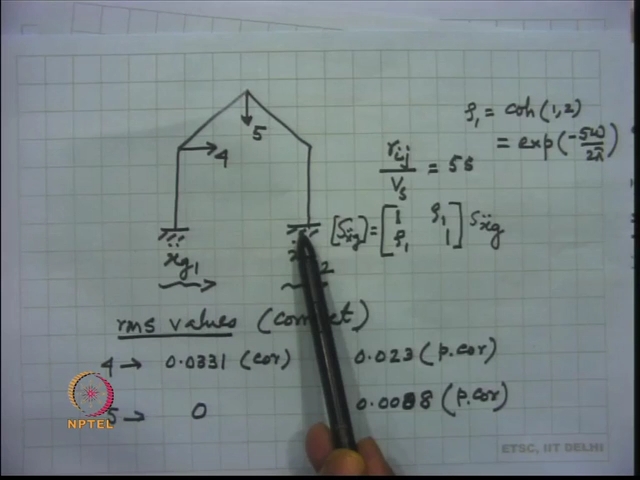 5
4
ρ₁ = coh(1,2)
= exp(-5ω/2π)
rij/Vs = 5s
[Sẍg] = [1 ρ₁; ρ₁ 1] Sẍg
ẍg₁ 2
rms values
4 → 0.0331 (cor) 0.023 (p.cor)
5 → 0 0.0088 (p.cor)
NPTEL
ETSC, IIT DELHI